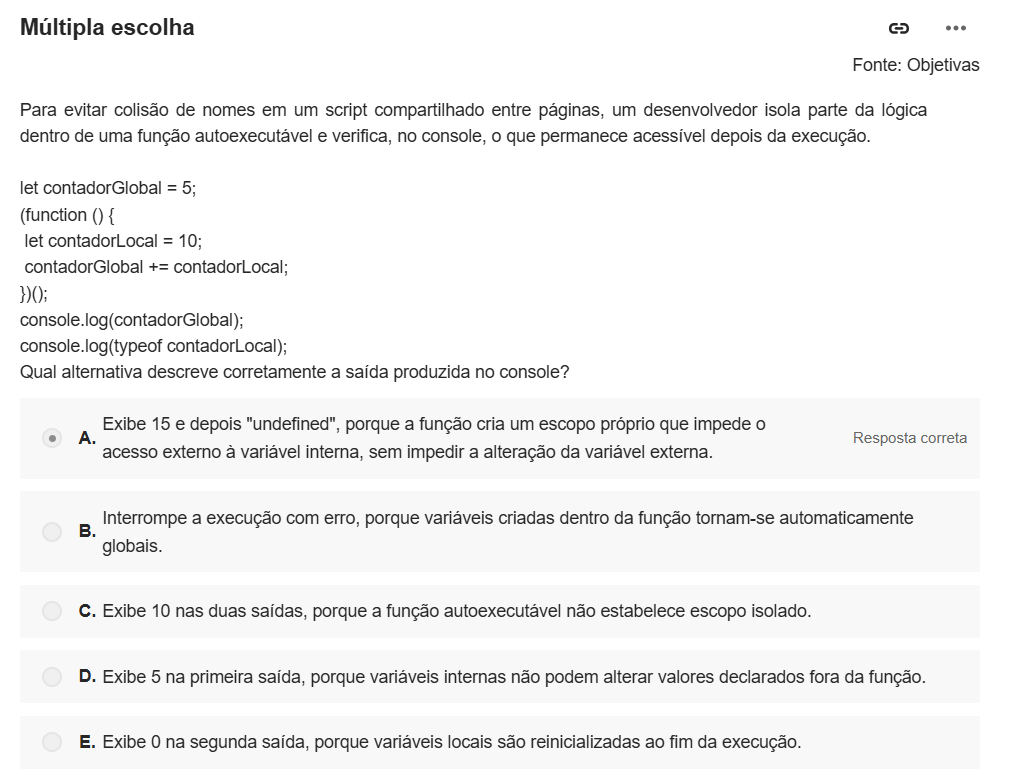 Múltipla escolha
Fonte: Objetivas
Para evitar colisão de nomes em um script compartilhado entre páginas, um desenvolvedor isola parte da lógica
dentro de uma função autoexecutável e verifica, no console, o que permanece acessível depois da execução.
let contadorGlobal = 5;
(function () {
let contadorLocal = 10;
contadorGlobal += contadorLocal;
})();
console.log(contadorGlobal);
console.log(typeof contadorLocal);
Qual alternativa descreve corretamente a saída produzida no console?
A. Exibe 15 e depois "undefined", porque a função cria um escopo próprio que impede o
acesso externo à variável interna, sem impedir a alteração da variável externa.
Resposta correta
B. Interrompe a execução com erro, porque variáveis criadas dentro da função tornam-se automaticamente
globais.
C. Exibe 10 nas duas saídas, porque a função autoexecutável não estabelece escopo isolado.
D. Exibe 5 na primeira saída, porque variáveis internas não podem alterar valores declarados fora da função.
E. Exibe 0 na segunda saída, porque variáveis locais são reinicializadas ao fim da execução.